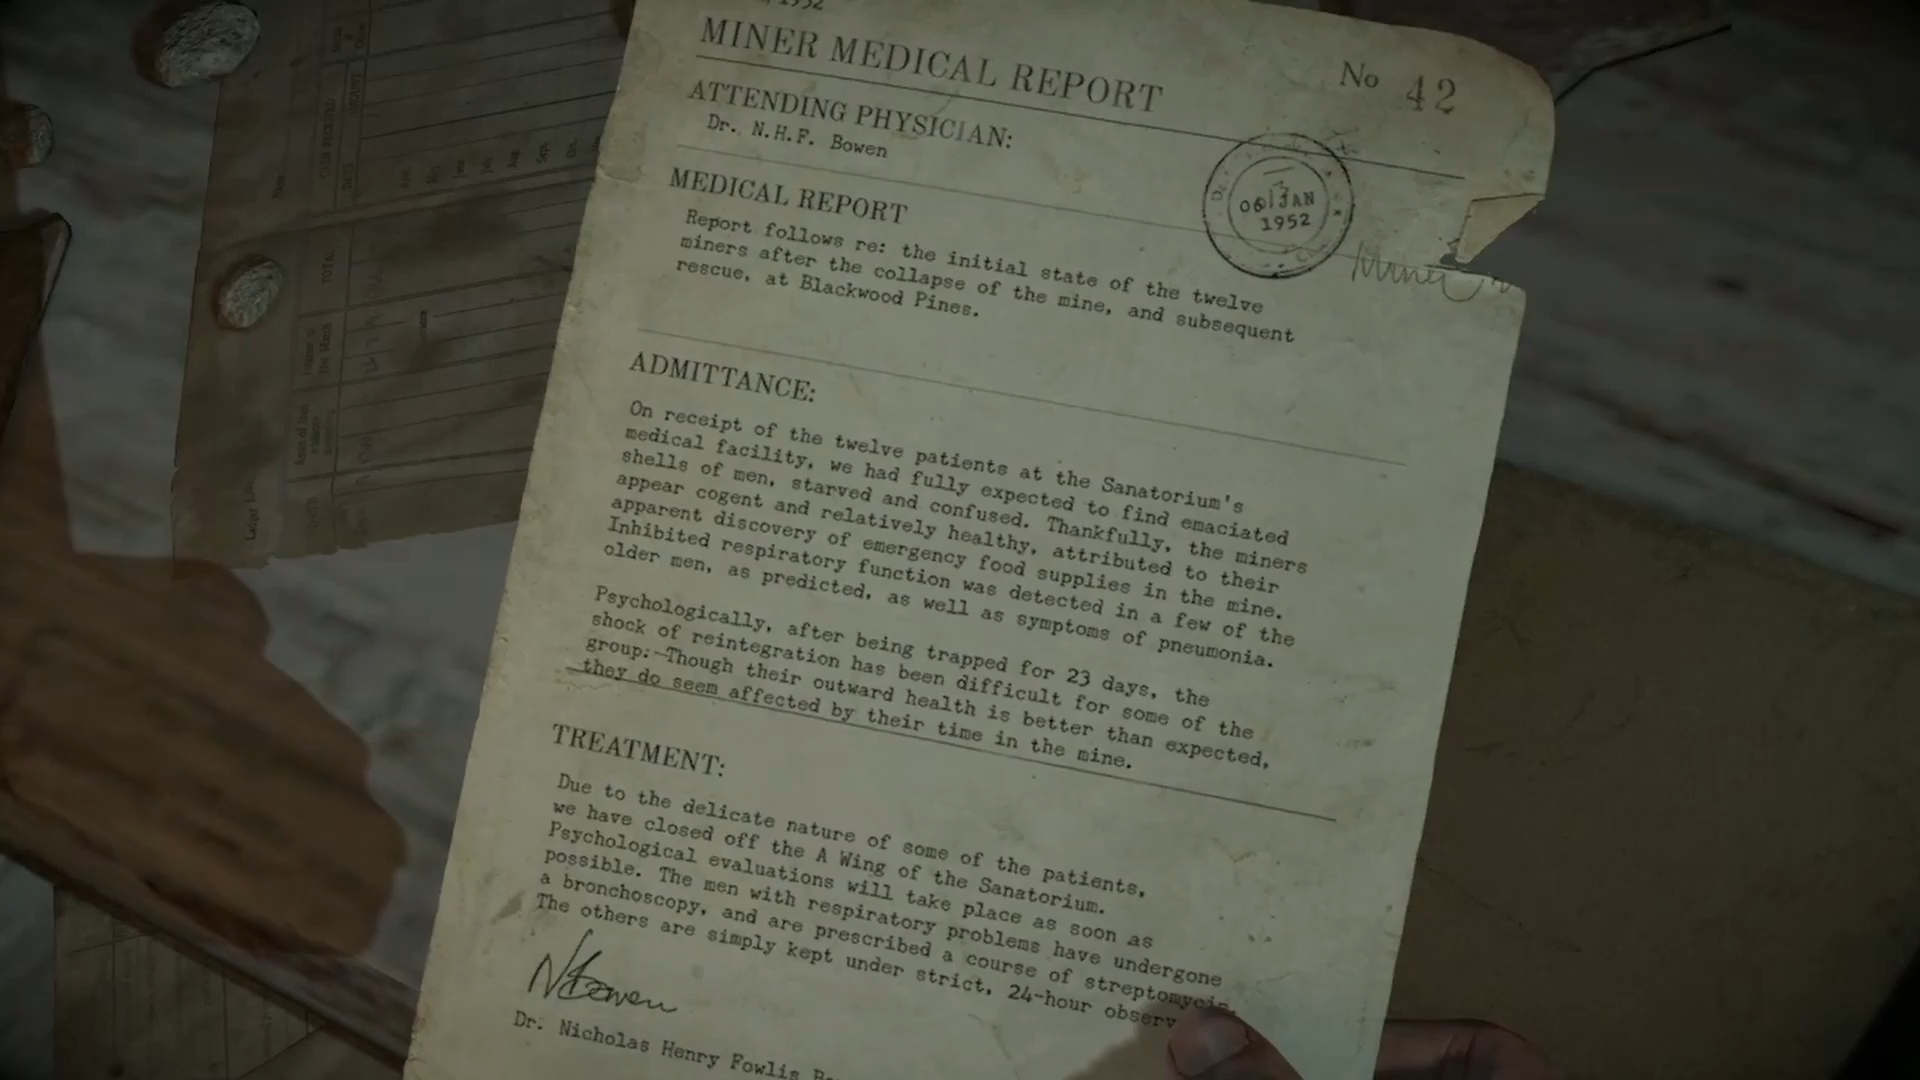 1952
MINER MEDICAL REPORT
No 42
ATTENDING PHYSICIAN:
Dr. N.H.F. Bowen
JAN
1952
MEDICAL REPORT
Report follows re: the initial state of the twelve
miners after the collapse of the mine, and subsequent
rescue, at Blackwood Pines.
Miner
ADMITTANCE:
On receipt of the twelve patients at the Sanatorium's
medical facility, we had fully expected to find emaciated
shells of men, starved and confused. Thankfully, the miners
appear cogent and relatively healthy, attributed to their
apparent discovery of emergency food supplies in the mine.
Inhibited respiratory function was detected in a few of the
older men, as predicted, as well as symptoms of pneumonia.
Psychologically, after being trapped for 23 days, the
shock of reintegration has been difficult for some of the
group: Though their outward health is better than expected,
they do seem affected by their time in the mine.
TREATMENT:
Due to the delicate nature of some of the patients,
we have closed off the A Wing of the Sanatorium.
Psychological evaluations will take place as soon as
possible. The men with respiratory problems have undergone
a bronchoscopy, and are prescribed a course of streptomycin.
The others are simply kept under strict, 24-hour observ
NBowen
Dr. Nicholas Henry Fowlis
DATE
TOTAL
AMOUNT
Aug.
Sept.